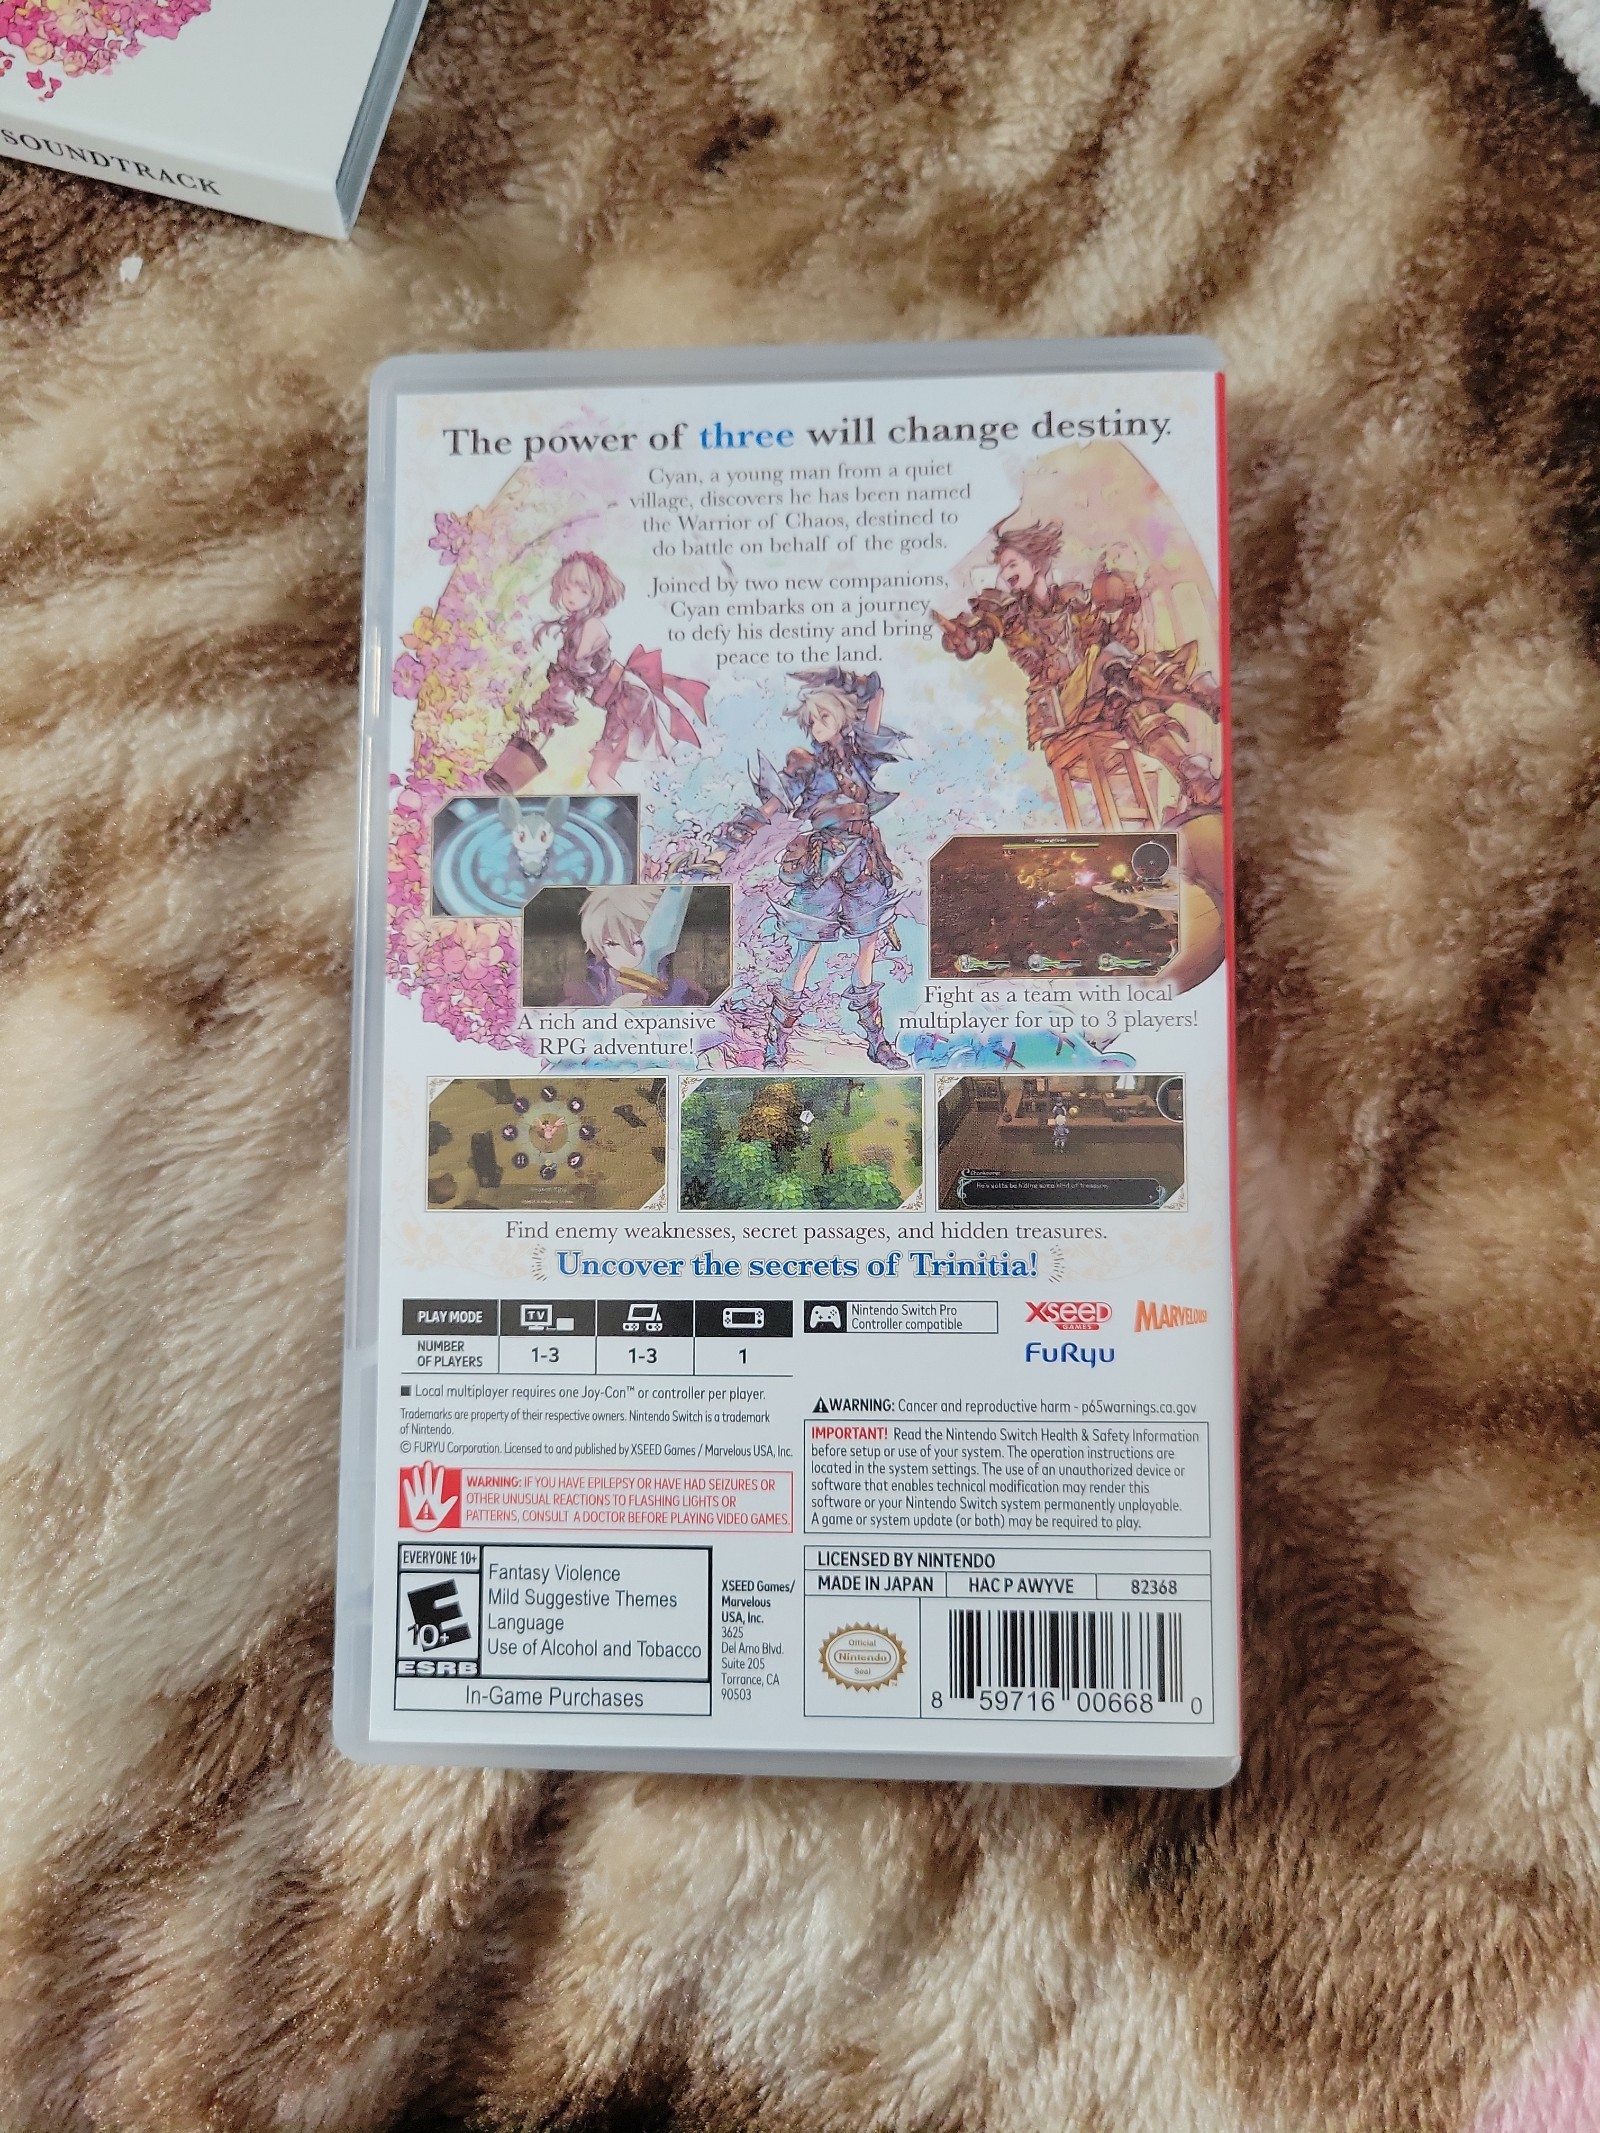 SOUNDTRACK
The power of three will change destiny.
Cyan, a young man from a quiet
village, discovers he has been named
the Warrior of Chaos, destined to
do battle on behalf of the gods.
Joined by two new companions,
Cyan embarks on a journey
to defy his destiny and bring
peace to the land.
A rich and expansive
RPG adventure!
Fight as a team with local
multiplayer for up to 3 players!
He's gotta be hiding some kind of treasure.
Find enemy weaknesses, secret passages, and hidden treasures.
Uncover the secrets of Trinitia!
PLAY MODE
TV
NUMBER
OF PLAYERS
1-3
1-3
1
Nintendo Switch Pro
Controller compatible
XSEED
GAMES
MARVELOUS!
FuRyu
■ Local multiplayer requires one Joy-Con™ or controller per player.
Trademarks are property of their respective owners. Nintendo Switch is a trademark
of Nintendo.
© FURYU Corporation. Licensed to and published by XSEED Games / Marvelous USA, Inc.
WARNING: IF YOU HAVE EPILEPSY OR HAVE HAD SEIZURES OR
OTHER UNUSUAL REACTIONS TO FLASHING LIGHTS OR
PATTERNS, CONSULT A DOCTOR BEFORE PLAYING VIDEO GAMES.
⚠WARNING: Cancer and reproductive harm - p65warnings.ca.gov
IMPORTANT! Read the Nintendo Switch Health & Safety Information
before setup or use of your system. The operation instructions are
located in the system settings. The use of an unauthorized device or
software that enables technical modification may render this
software or your Nintendo Switch system permanently unplayable.
A game or system update (or both) may be required to play.
EVERYONE 10+
E
10+
ESRB
Fantasy Violence
Mild Suggestive Themes
Language
Use of Alcohol and Tobacco
In-Game Purchases
XSEED Games/
Marvelous
USA, Inc.
3625
Del Amo Blvd.
Suite 205
Torrance, CA
90503
LICENSED BY NINTENDO
MADE IN JAPAN
HAC P AWYVE
82368
Official
Nintendo
Seal
8 59716 00668 0